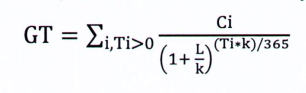 GT = ∑i,Ti>0 Ci / (1+L/k)^(Ti*k)/365